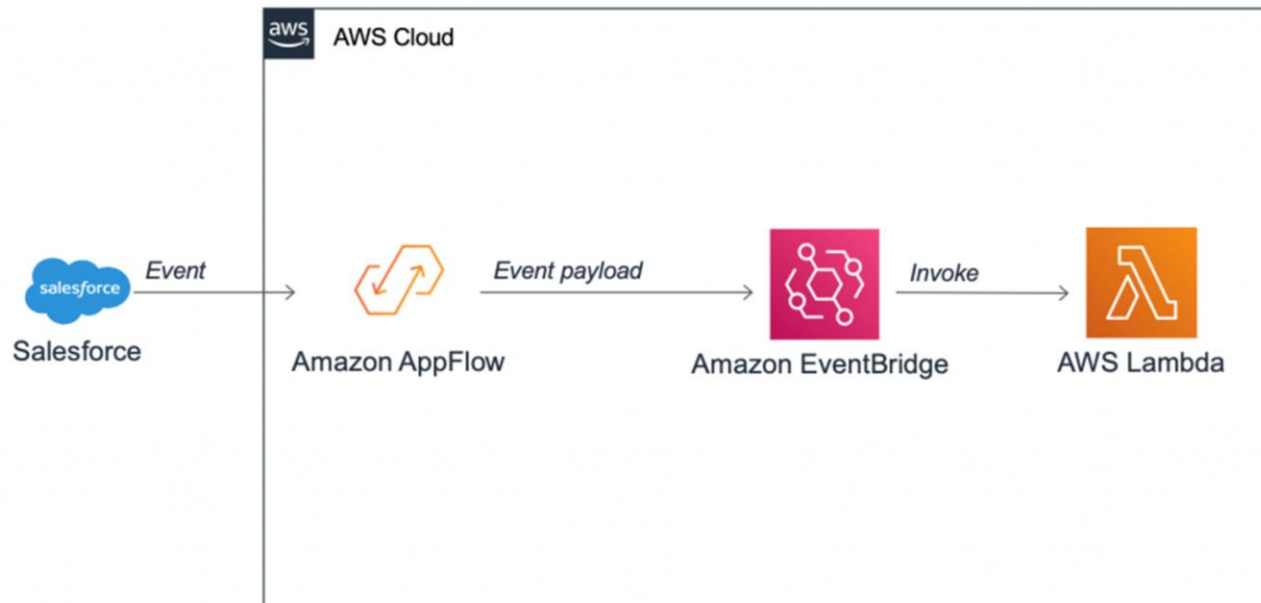 aws
AWS Cloud
salesforce
Event
Event payload
Invoke
Salesforce
Amazon AppFlow
Amazon EventBridge
AWS Lambda